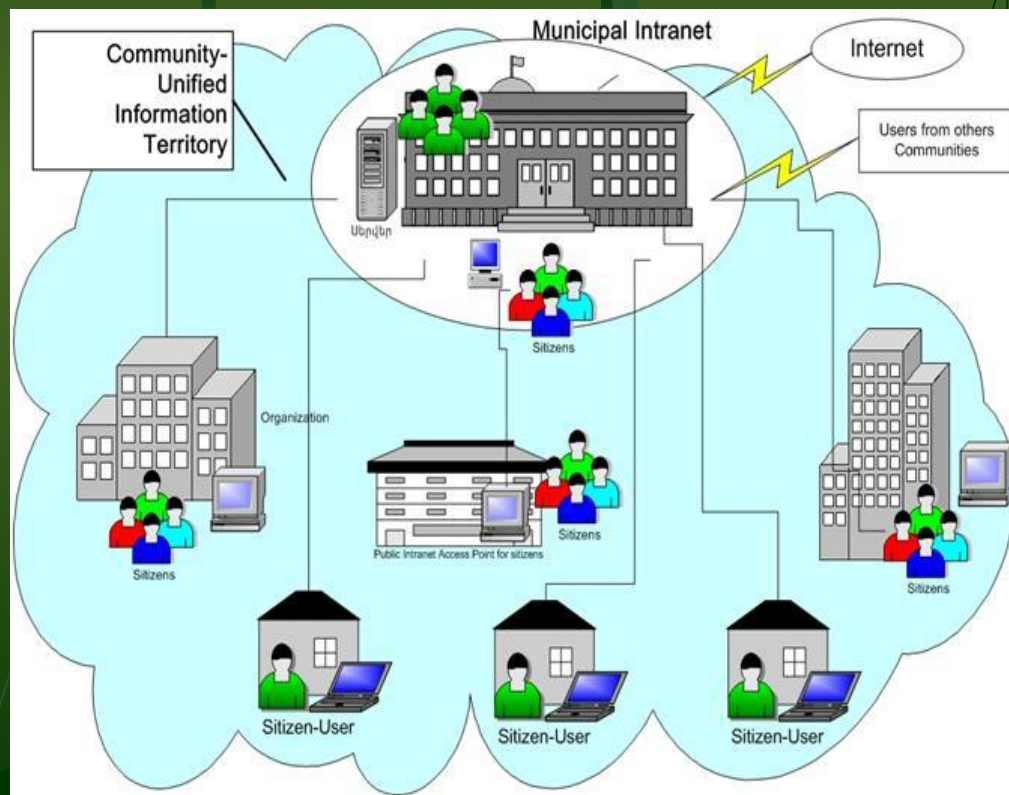 Municipal Intranet
Community-
Unified
Information
Territory
Internet
Users from others
Communities
Սերվեր
Sitizens
Organization
Sitizens
Public Intranet Access Point for sitizens
Sitizens
Sitizens
Sitizen-User
Sitizen-User
Sitizen-User